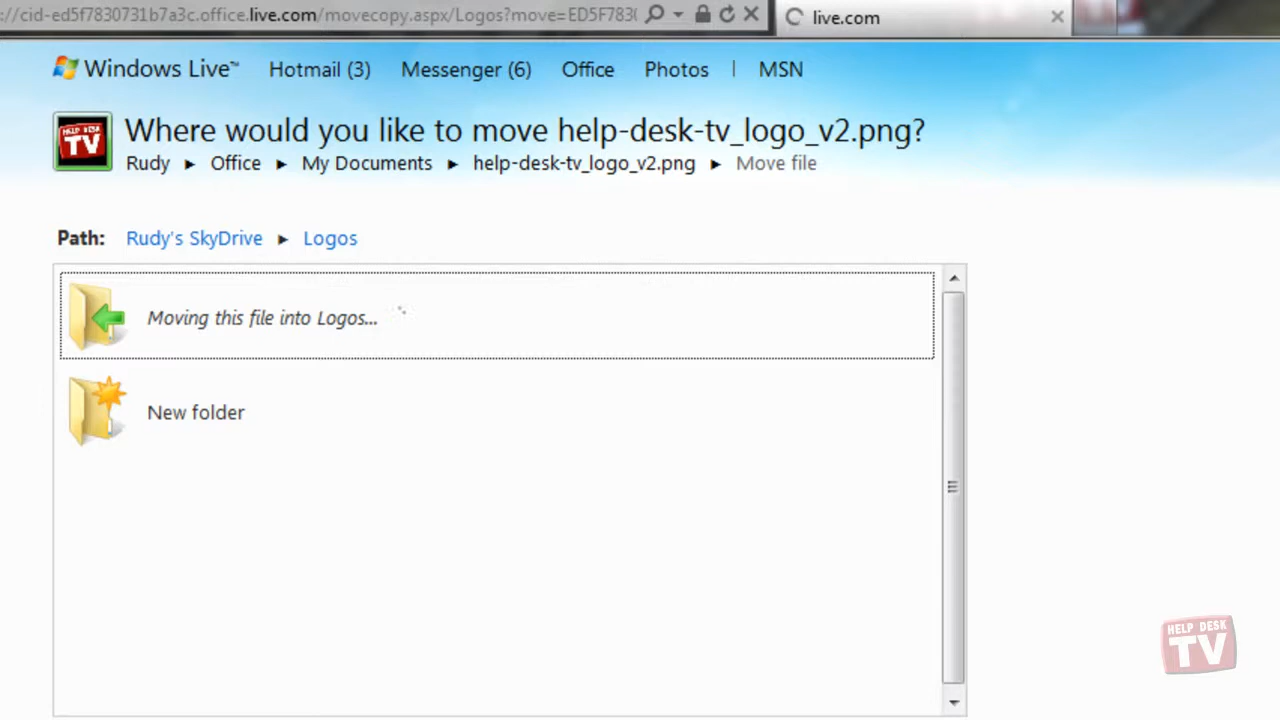 ://cid-ed5f7830731b7a3c.office.live.com/movecopy.aspx/Logos?move=ED5F783(
live.com
Windows Live™ Hotmail (3) Messenger (6) Office Photos | MSN
HELP DESK TV
Where would you like to move help-desk-tv_logo_v2.png?
Rudy ► Office ► My Documents ► help-desk-tv_logo_v2.png ► Move file
Path: Rudy's SkyDrive ► Logos
Moving this file into Logos...
New folder
HELP DESK
TV